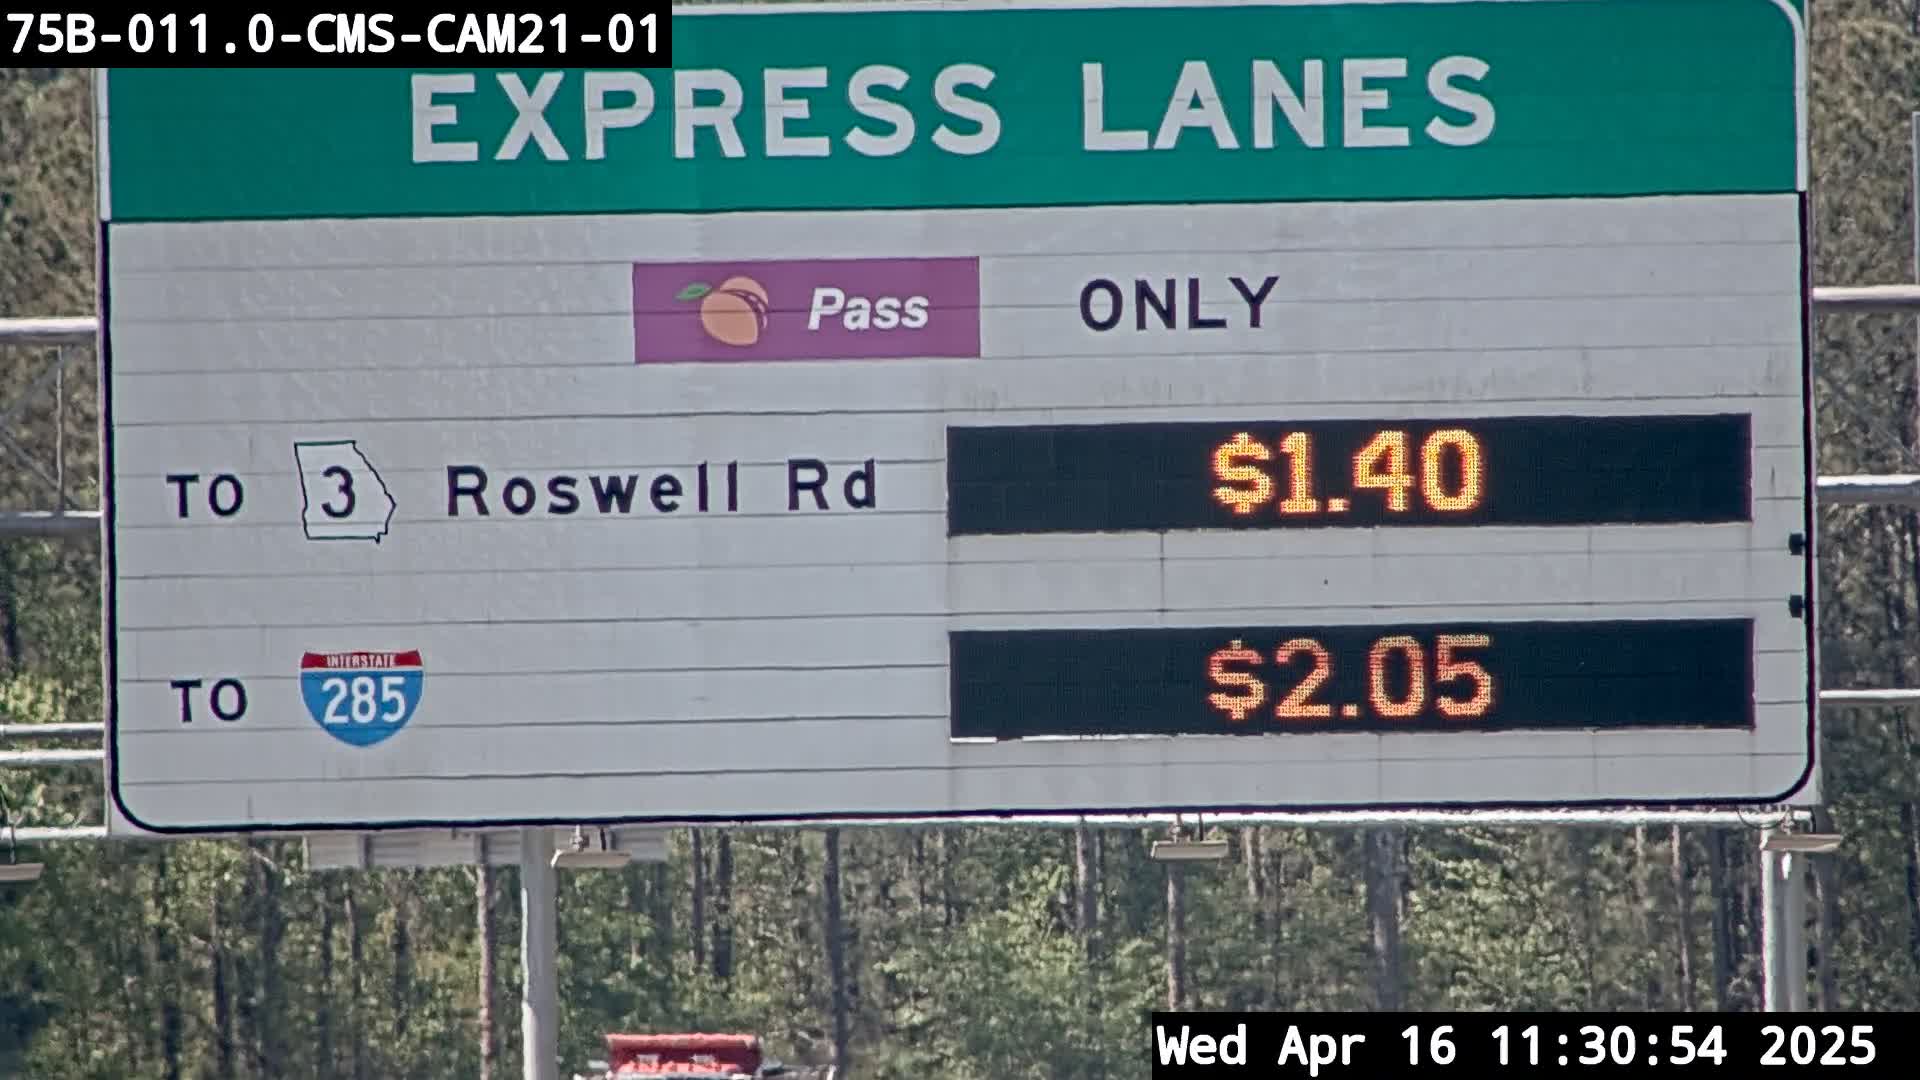 75B-011.0-CMS-CAM21-01
EXPRESS LANES
Pass ONLY
TO 3 Roswell Rd $1.40
TO INTERSTATE 285 $2.05
Wed Apr 16 11:30:54 2025